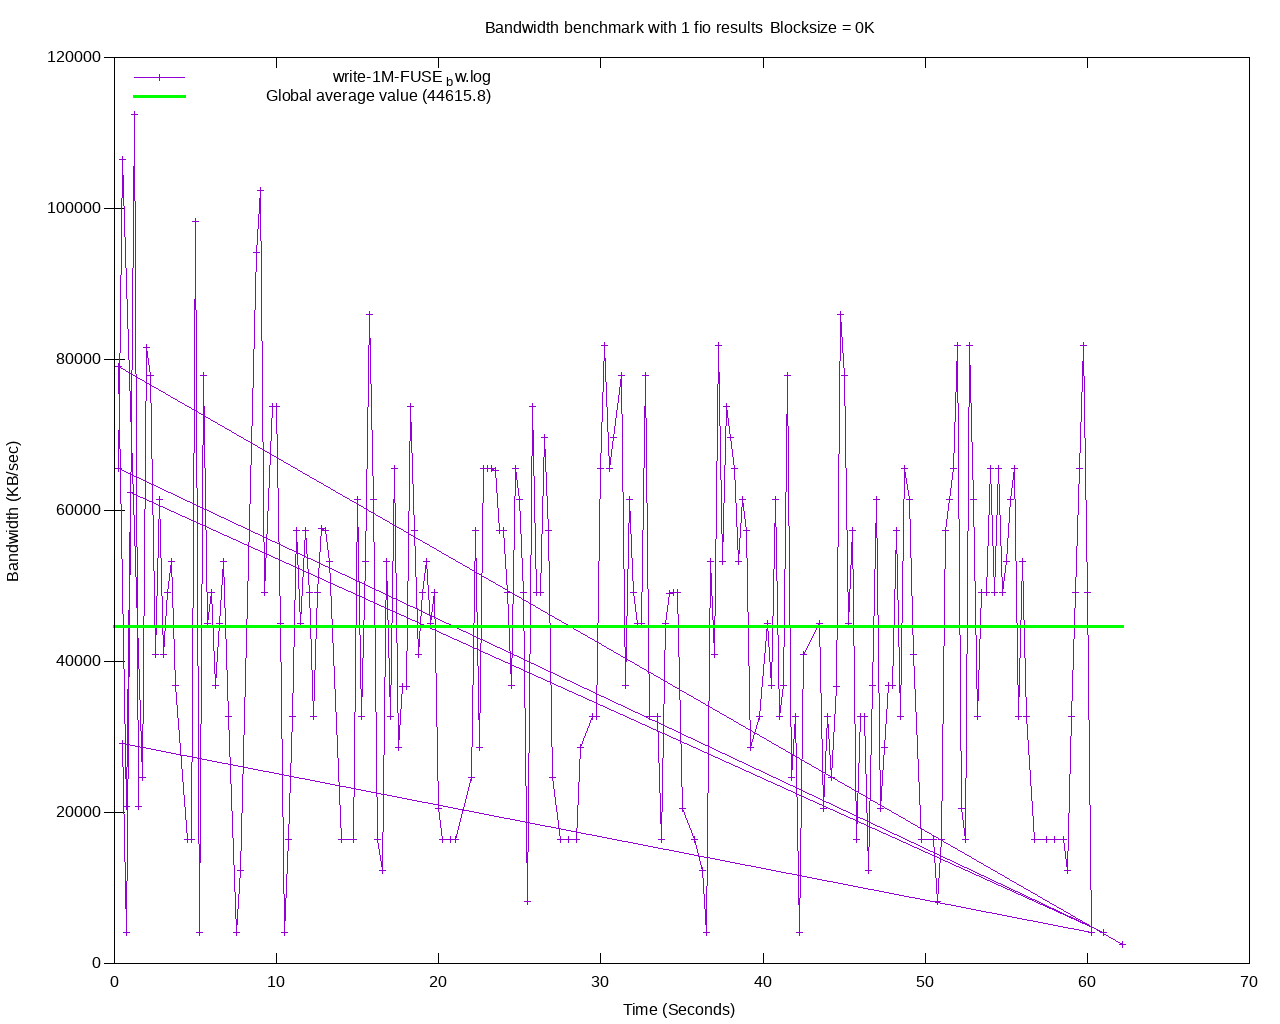 Bandwidth benchmark with 1 fio results Blocksize = 0K
120000
100000
80000
60000
40000
20000
0
write-1M-FUSE_bw.log
Global average value (44615.8)
Bandwidth (KB/sec)
0 10 20 30 40 50 60 70
Time (Seconds)